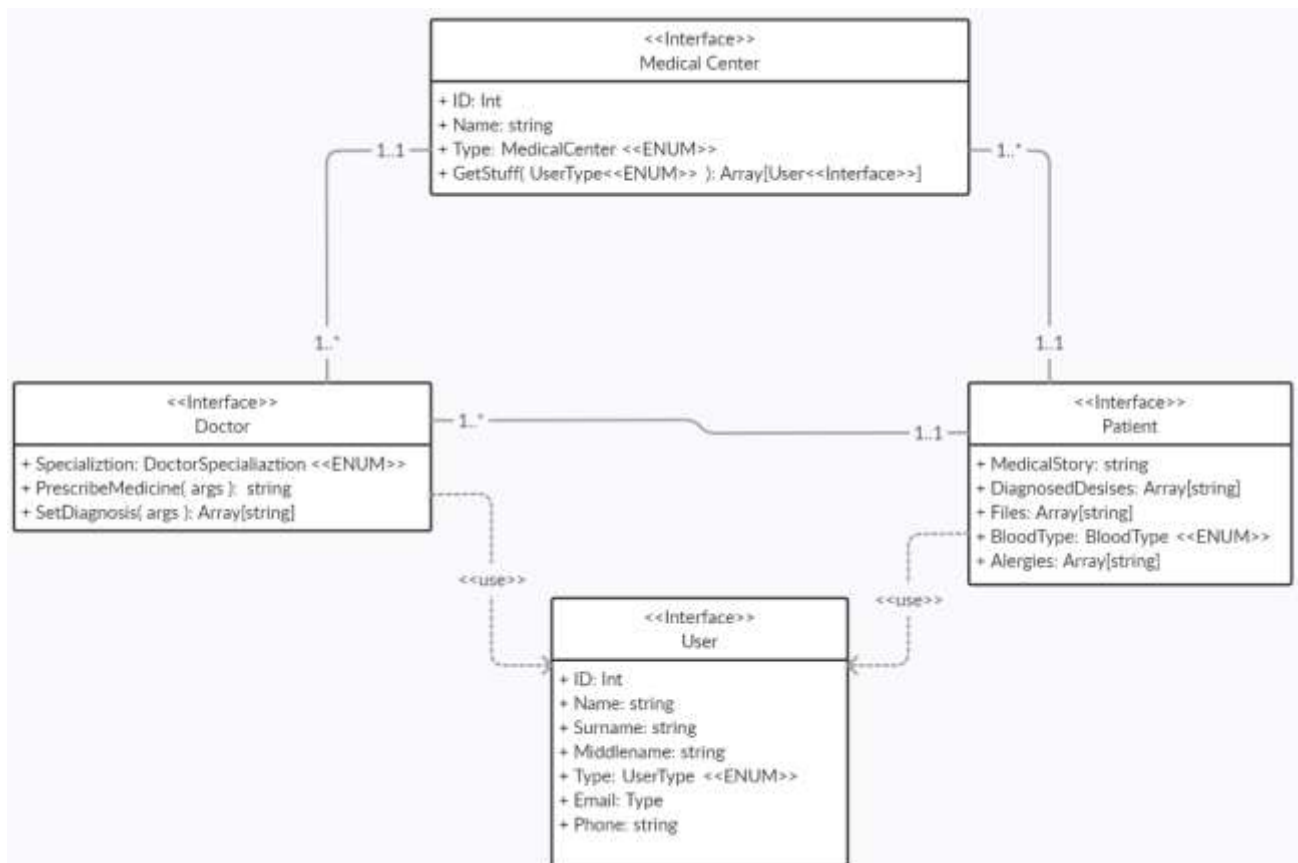 <<Interface>>
Medical Center
+ ID: Int
+ Name: string
+ Type: MedicalCenter <<ENUM>>
+ GetStuff( UserType<<ENUM>> ): Array[User<<Interface>>]
1..1
1..*
1..*
1..1
<<Interface>>
Doctor
+ Speciliztion: DoctorSpecialiaztion <<ENUM>>
+ PrescribeMedicine( args ): string
+ SetDiagnosis( args ): Array[string]
1..*
1..1
<<Interface>>
Patient
+ MedicalStory: string
+ DiagnosedDesises: Array[string]
+ Files: Array[string]
+ BloodType: BloodType <<ENUM>>
+ Alergies: Array[string]
<<use>>
<<use>>
<<Interface>>
User
+ ID: Int
+ Name: string
+ Surname: string
+ Middlename: string
+ Type: UserType <<ENUM>>
+ Email: Type
+ Phone: string